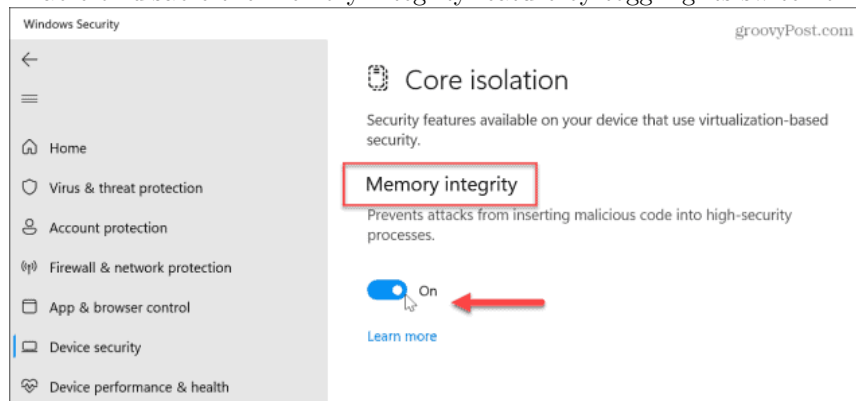 Windows Security
groovyPost.com
Core isolation
Security features available on your device that use virtualization-based
security.
Home
Memory integrity
Virus & threat protection
Prevents attacks from inserting malicious code into high-security
processes.
Account protection
Firewall & network protection
On
App & browser control
Learn more
Device security
Device performance & health